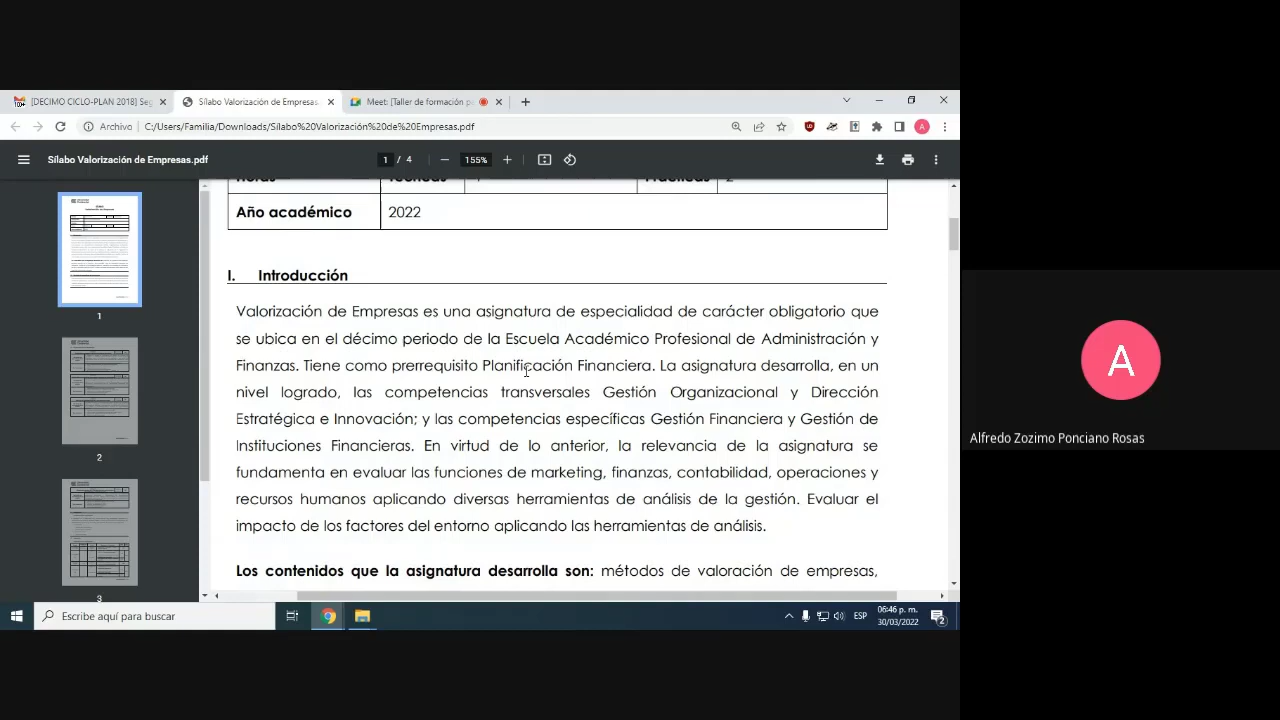 [DECIMO CICLO-PLAN 2018] Seg
Sílabo Valorización de Empresas.
Meet: [Taller de formación p
Archivo
C:/Users/Familia/Downloads/Sílabo%20Valorización%20de%20Empresas.pdf
A
Sílabo Valorización de Empresas.pdf
1 / 4
155%
Horas
Teóricas
Prácticas
2
Año académico
2022
I. Introducción
Valorización de Empresas es una asignatura de especialidad de carácter obligatorio que
se ubica en el décimo periodo de la Escuela Académico Profesional de Administración y
Finanzas. Tiene como prerrequisito Planificación Financiera. La asignatura desarrolla, en un
nivel logrado, las competencias transversales Gestión Organizacional y Dirección
Estratégica e Innovación; y las competencias específicas Gestión Financiera y Gestión de
Instituciones Financieras. En virtud de lo anterior, la relevancia de la asignatura se
fundamenta en evaluar las funciones de marketing, finanzas, contabilidad, operaciones y
recursos humanos aplicando diversas herramientas de análisis de la gestión. Evaluar el
impacto de los factores del entorno aplicando las herramientas de análisis.
Los contenidos que la asignatura desarrolla son: métodos de valoración de empresas,
1
2
3
Escribe aquí para buscar
ESP
06:46 p. m.
30/03/2022
2
A
Alfredo Zozimo Ponciano Rosas